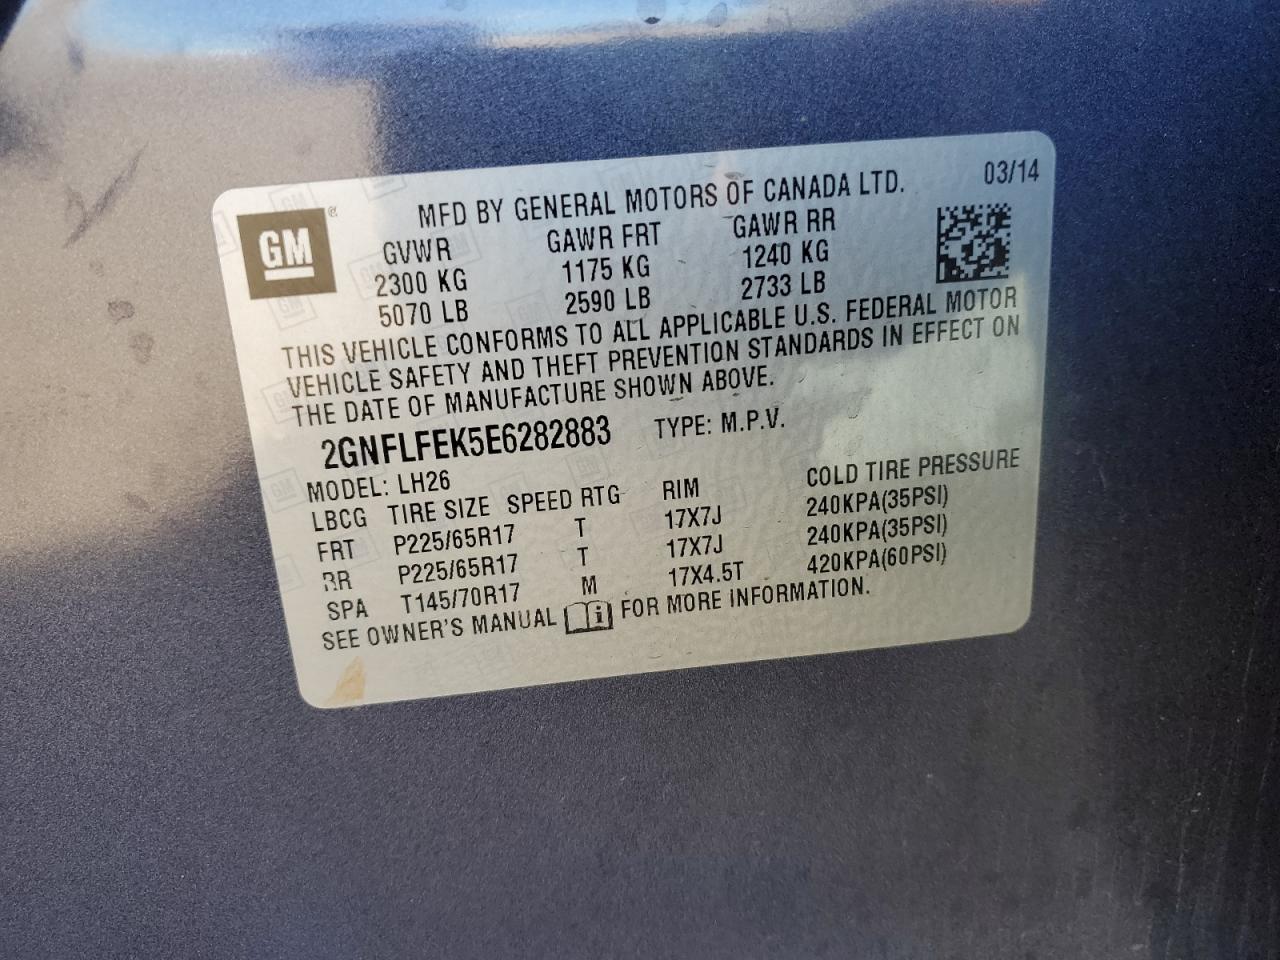 GM
®
MFD BY GENERAL MOTORS OF CANADA LTD. 03/14
GVWR GAWR FRT GAWR RR
2300 KG 1175 KG 1240 KG
5070 LB 2590 LB 2733 LB
THIS VEHICLE CONFORMS TO ALL APPLICABLE U.S. FEDERAL MOTOR
VEHICLE SAFETY AND THEFT PREVENTION STANDARDS IN EFFECT ON
THE DATE OF MANUFACTURE SHOWN ABOVE.
2GNFLFEK5E6282883 TYPE: M.P.V.
MODEL: LH26
LBCG TIRE SIZE SPEED RTG RIM COLD TIRE PRESSURE
FRT P225/65R17 T 17X7J 240KPA(35PSI)
RR P225/65R17 T 17X7J 240KPA(35PSI)
SPA T145/70R17 M 17X4.5T 420KPA(60PSI)
SEE OWNER'S MANUAL i FOR MORE INFORMATION.